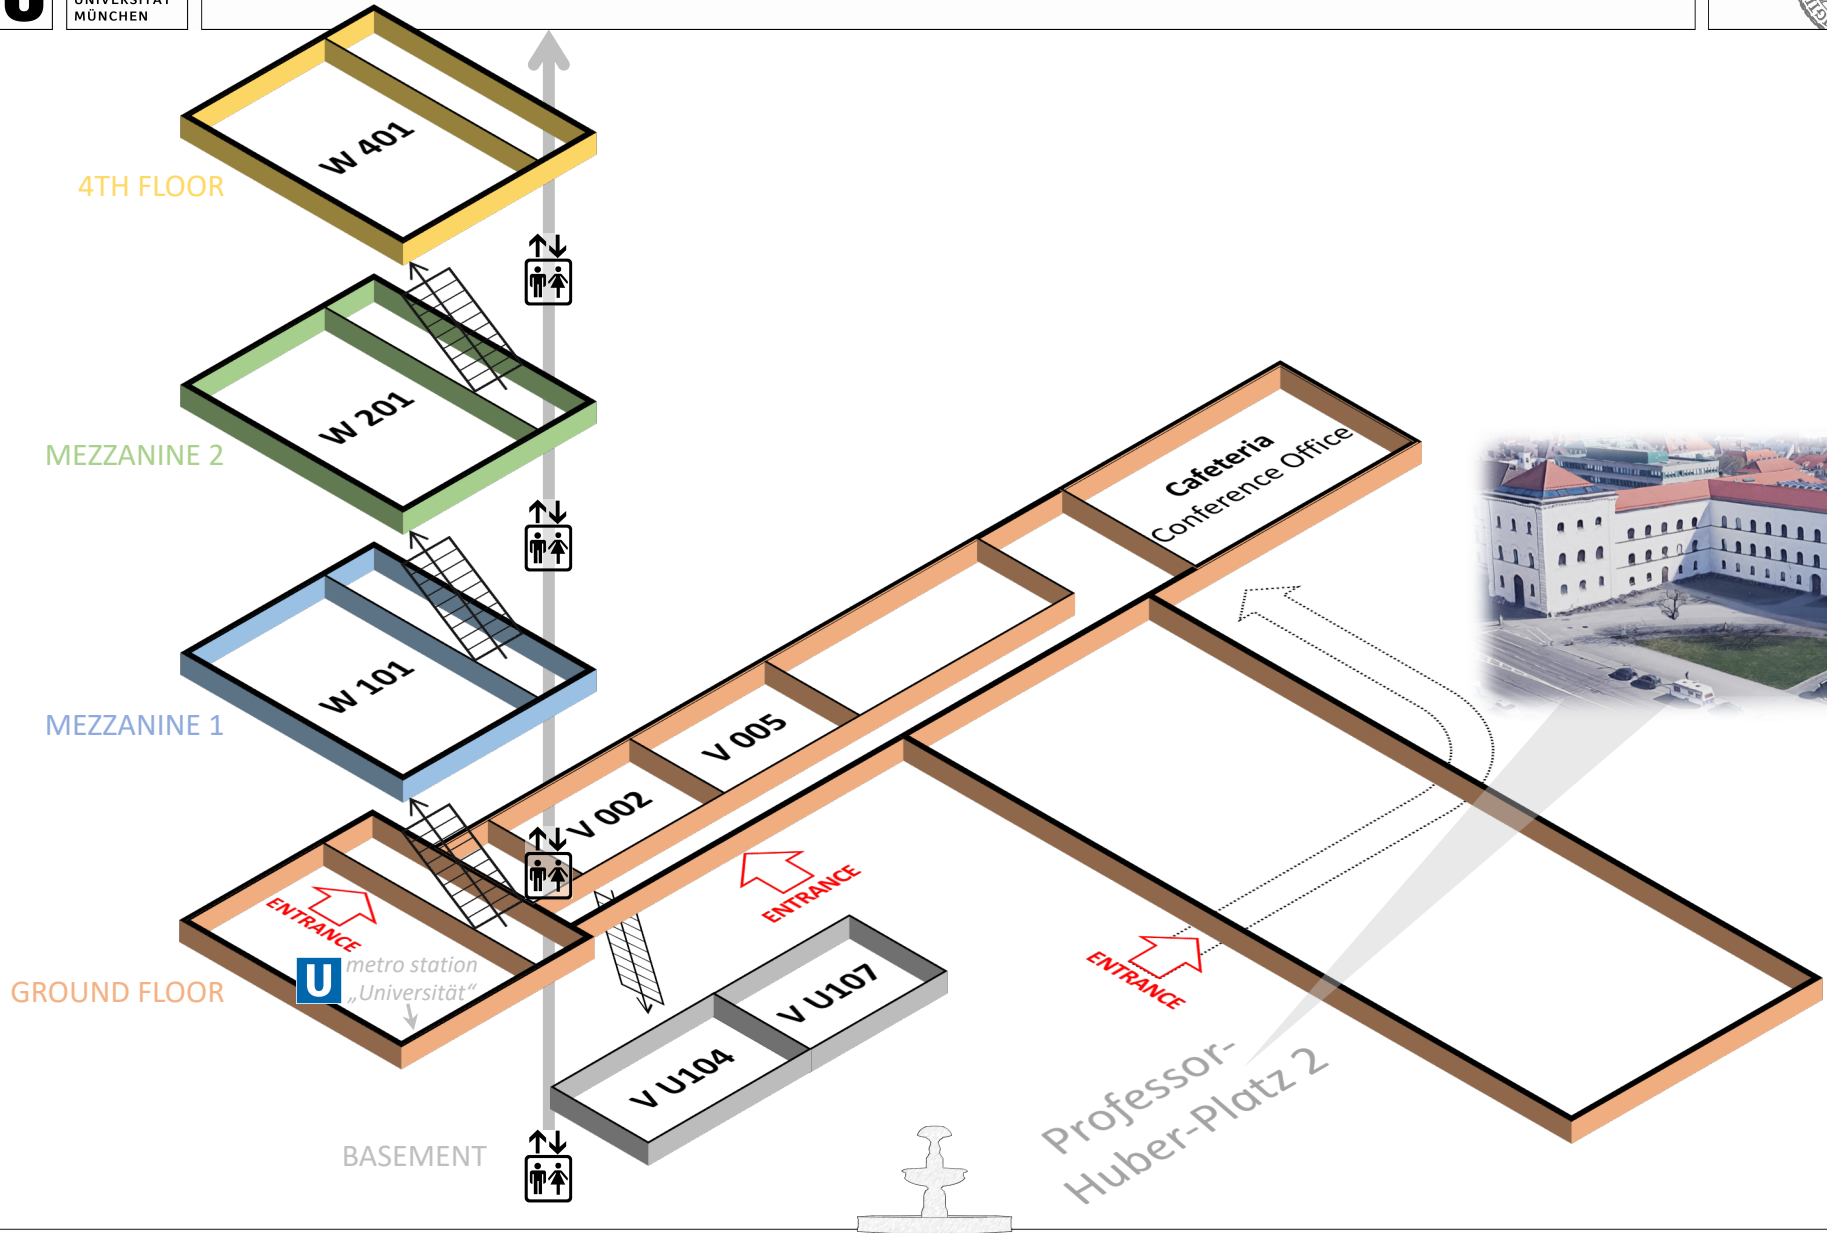 UNIVERSITÄT
MÜNCHEN
W 401
4TH FLOOR
W 201
MEZZANINE 2
Cafeteria
Conference Office
W 101
MEZZANINE 1
V 005
V 002
ENTRANCE
ENTRANCE
ENTRANCE
U metro station
„Universität“
GROUND FLOOR
V U107
V U104
Professor-
Huber-Platz 2
BASEMENT